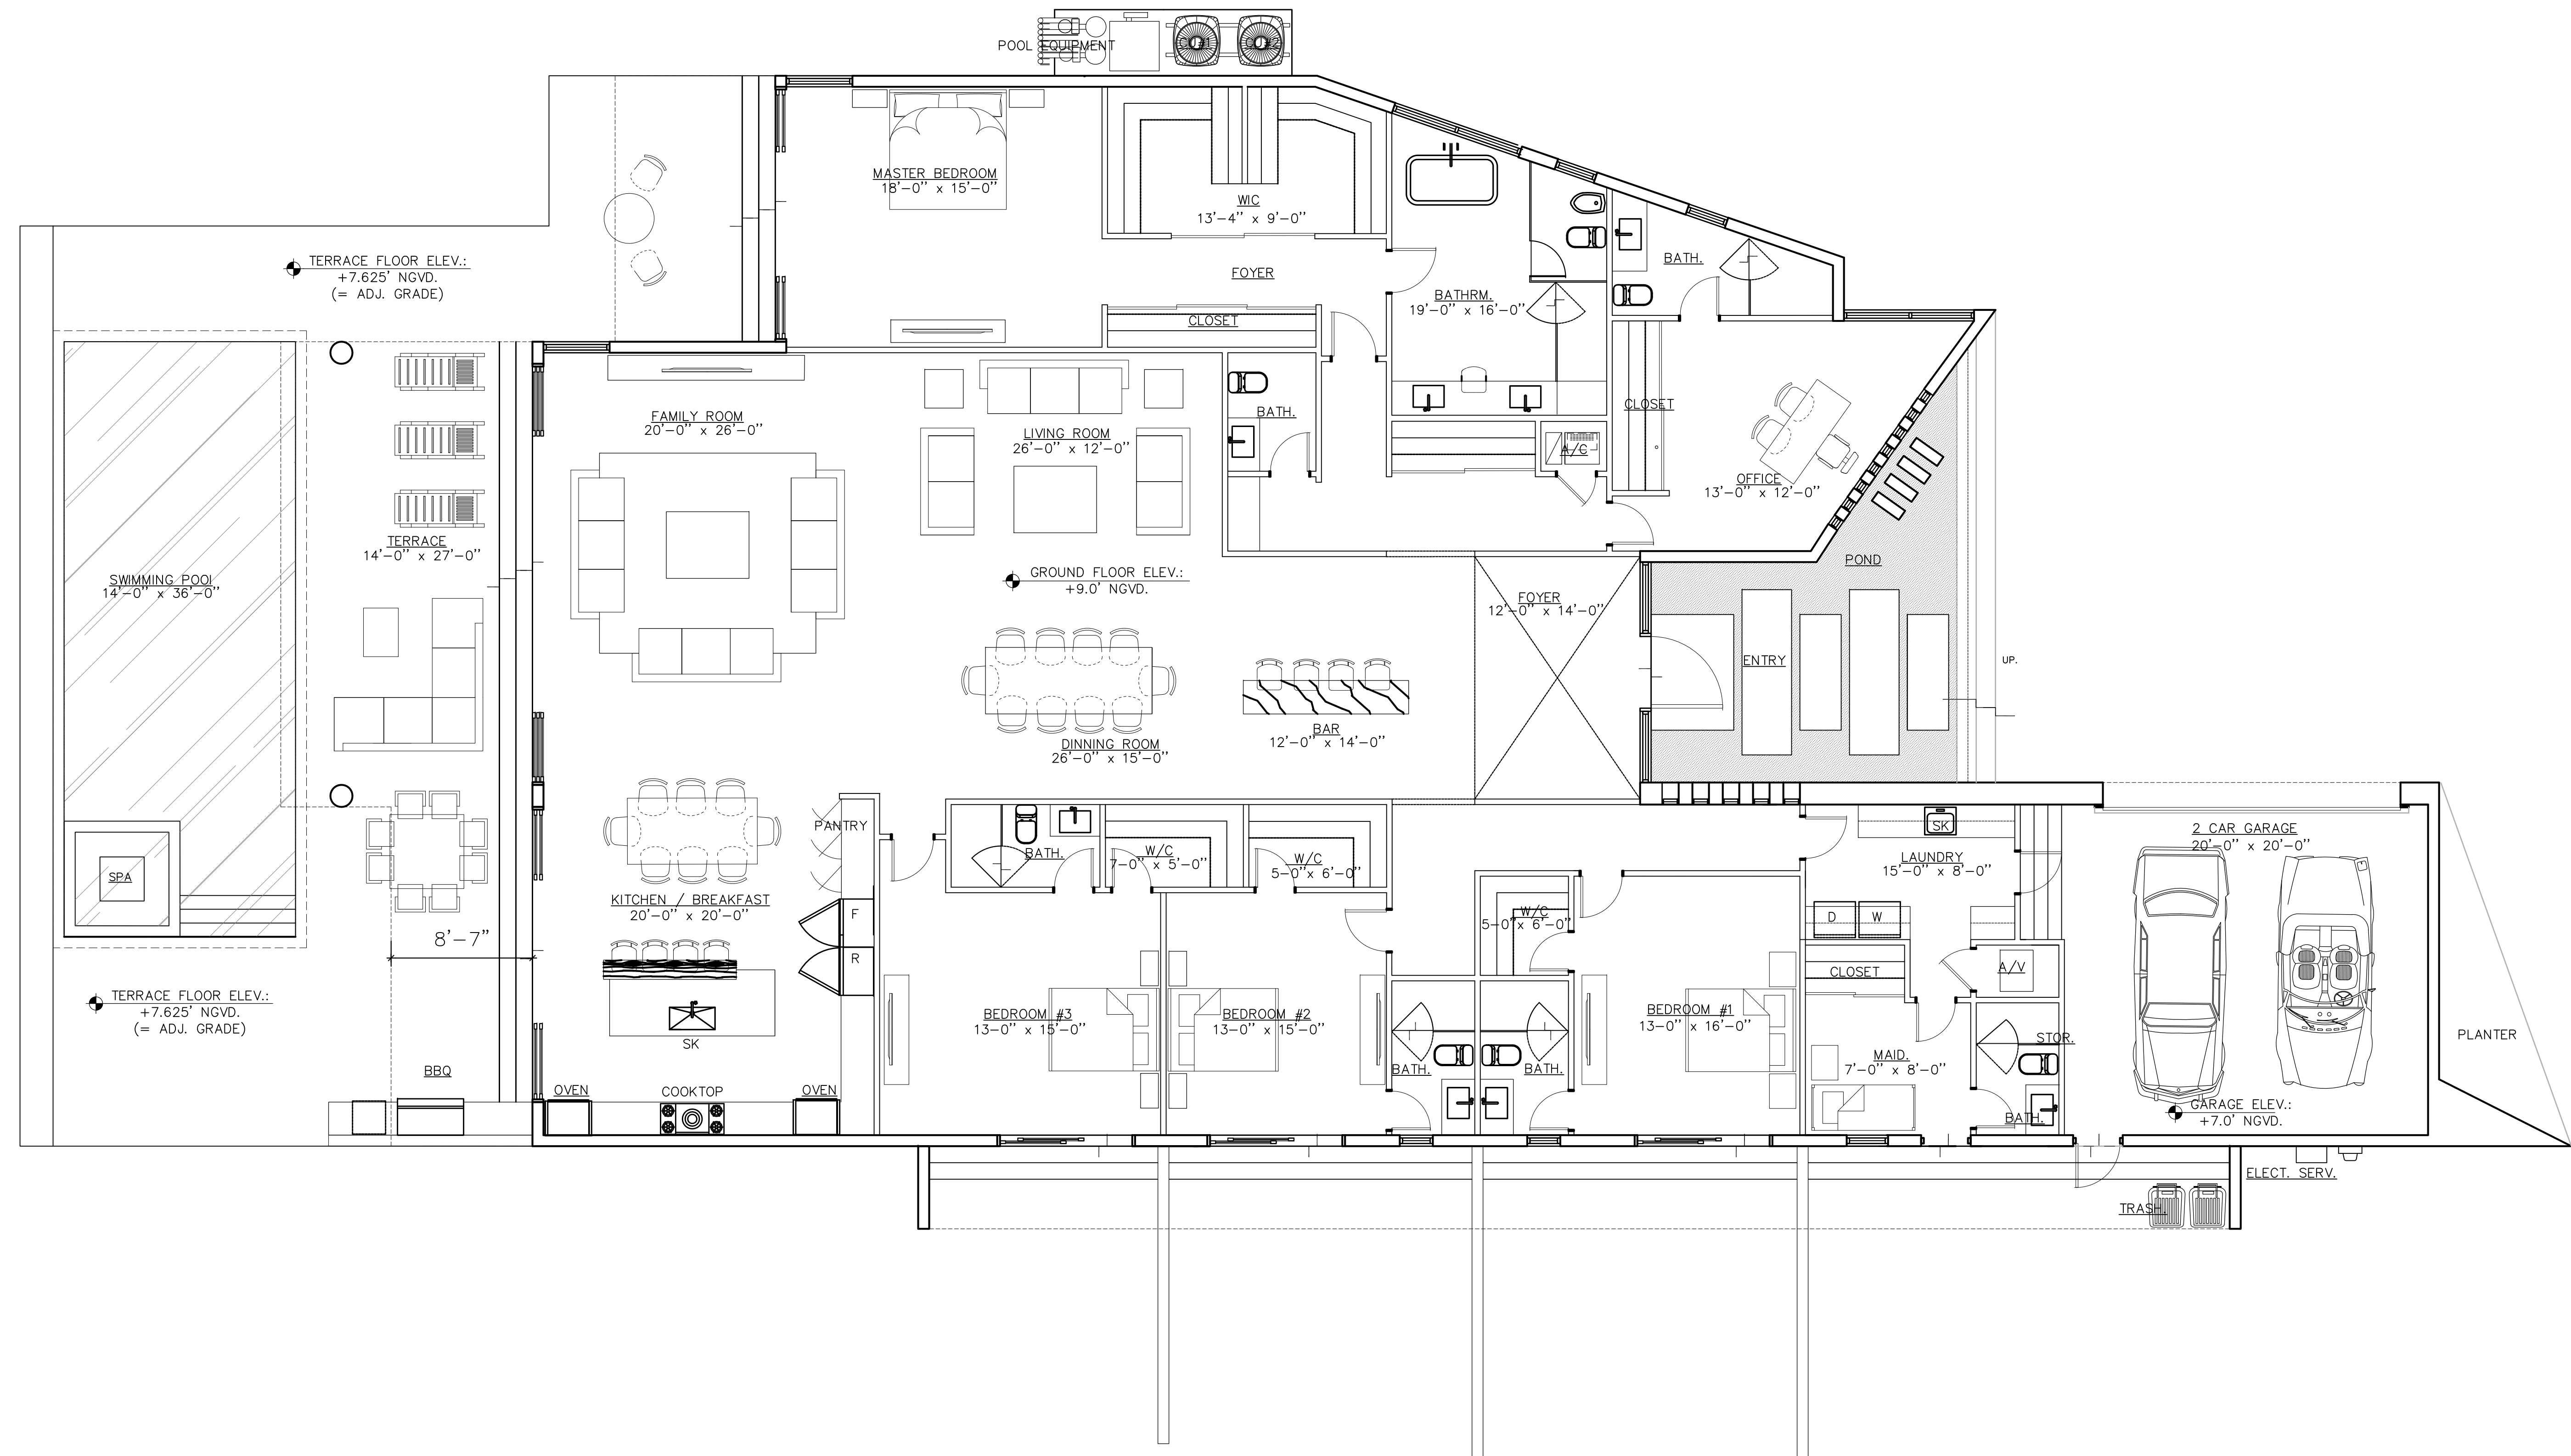 POOL EQUIPMENT
CU#1
CU#2
MASTER BEDROOM
18'-0" x 15'-0"
WIC
13'-4" x 9'-0"
TERRACE FLOOR ELEV.:
+7.625' NGVD.
(= ADJ. GRADE)
FOYER
BATH.
BATHRM.
19'-0" x 16'-0"
CLOSET
FAMILY ROOM
20'-0" x 26'-0"
LIVING ROOM
26'-0" x 12'-0"
BATH.
CLOSET
A/C
OFFICE
13'-0" x 12'-0"
TERRACE
14'-0" x 27'-0"
SWIMMING POOL
14'-0" x 36'-0"
GROUND FLOOR ELEV.:
+9.0' NGVD.
POND
FOYER
12'-0" x 14'-0"
ENTRY
UP.
BAR
12'-0" x 14'-0"
DINNING ROOM
26'-0" x 15'-0"
PANTRY
BATH.
W/C
7-0" x 5'-0"
W/C
5-0"x 6'-0"
SK
LAUNDRY
15'-0" x 8'-0"
2 CAR GARAGE
20'-0" x 20'-0"
SPA
KITCHEN / BREAKFAST
20'-0" x 20'-0"
F
R
W/C
5-0" x 6'-0"
D
W
8'-7"
CLOSET
A/V
TERRACE FLOOR ELEV.:
+7.625' NGVD.
(= ADJ. GRADE)
SK
BEDROOM #3
13-0" x 15'-0"
BEDROOM #2
13-0" x 15'-0"
BEDROOM #1
13-0" x 16'-0"
STOR.
PLANTER
MAID.
7'-0" x 8'-0"
BBQ
BATH.
BATH.
OVEN
COOKTOP
OVEN
BATH.
GARAGE ELEV.:
+7.0' NGVD.
ELECT. SERV.
TRASH.